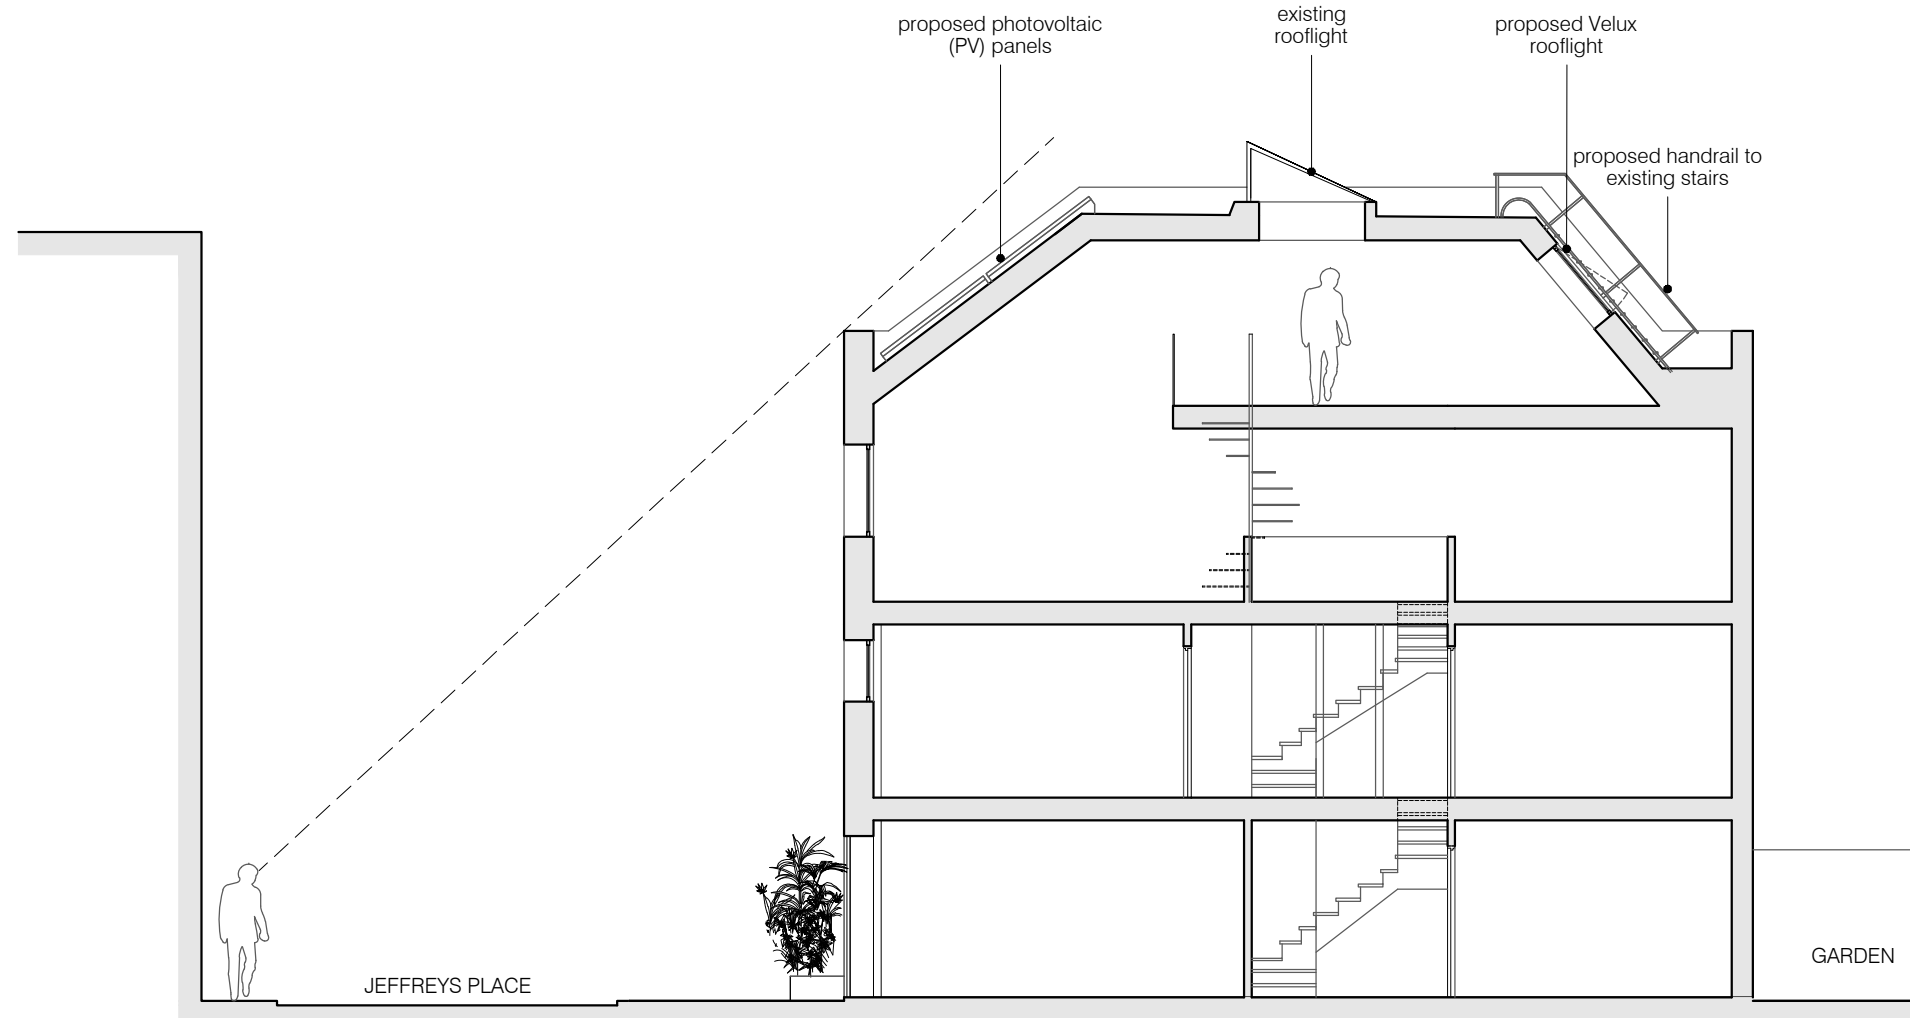 proposed photovoltaic
(PV) panels
existing
rooflight
proposed Velux
rooflight
proposed handrail to
existing stairs
JEFFREYS PLACE
GARDEN